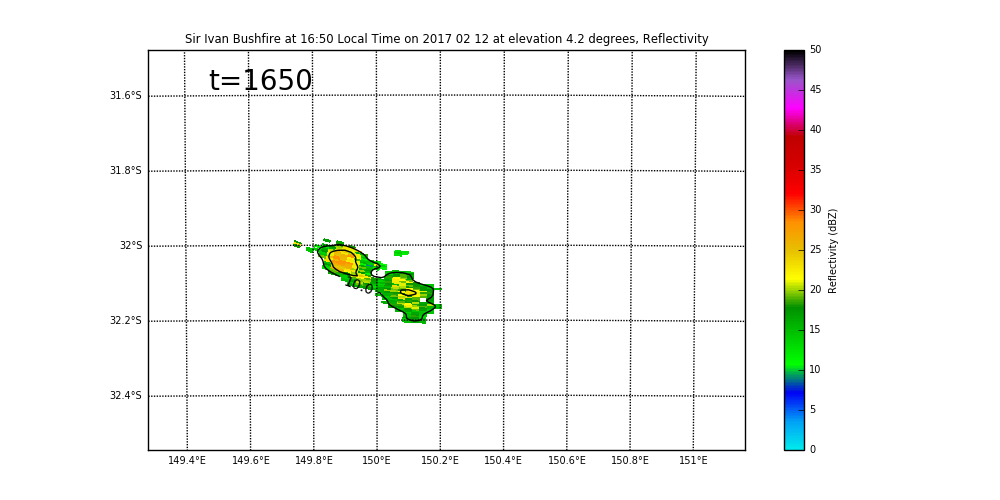 Sir Ivan Bushfire at 16:50 Local Time on 2017 02 12 at elevation 4.2 degrees, Reflectivity
t=1650
31.6°S
31.8°S
32°S
32.2°S
32.4°S
10.0
149.4°E 149.6°E 149.8°E 150°E 150.2°E 150.4°E 150.6°E 150.8°E 151°E
50
45
40
35
30
25
20
15
10
5
0
Reflectivity (dBZ)